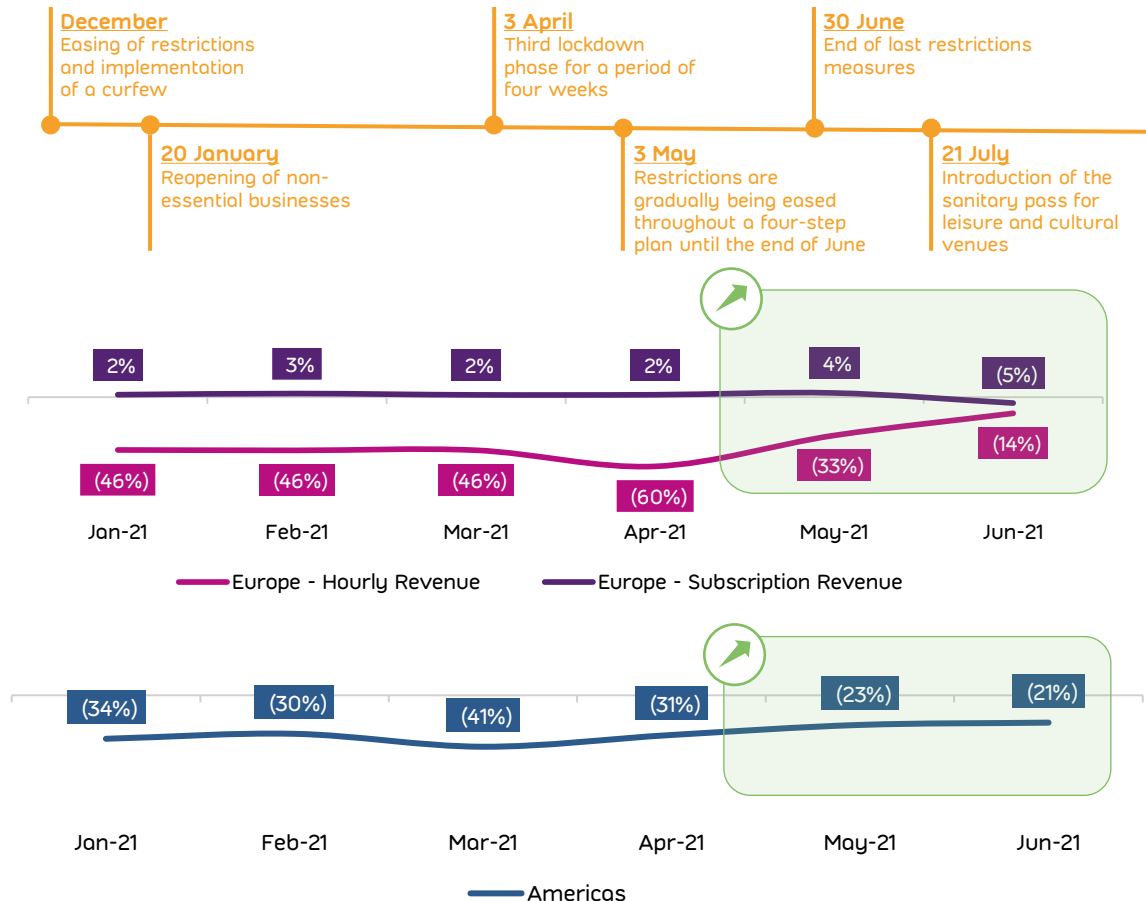 December
Easing of restrictions
and implementation
of a curfew
3 April
Third lockdown
phase for a period of
four weeks
30 June
End of last restrictions
measures
20 January
Reopening of non-
essential businesses
3 May
Restrictions are
gradually being eased
throughout a four-step
plan until the end of June
21 July
Introduction of the
sanitary pass for
leisure and cultural
venues
2% 3% 2% 2% 4% (5%)
(46%) (46%) (46%) (60%) (33%) (14%)
Jan-21 Feb-21 Mar-21 Apr-21 May-21 Jun-21
Europe - Hourly Revenue Europe - Subscription Revenue
(34%) (30%) (41%) (31%) (23%) (21%)
Jan-21 Feb-21 Mar-21 Apr-21 May-21 Jun-21
Americas